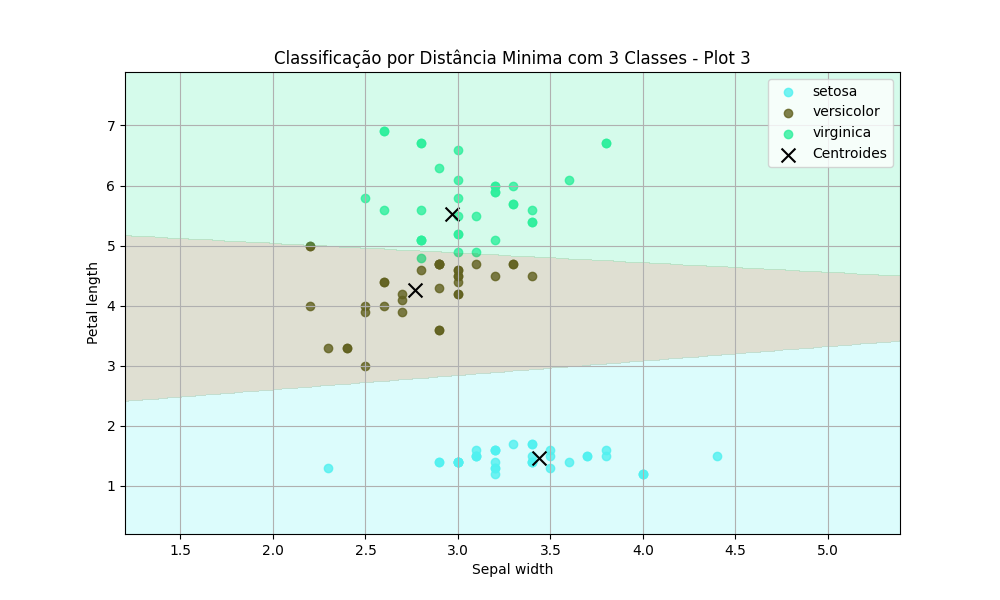 Classificação por Distância Minima com 3 Classes - Plot 3
setosa
versicolor
virginica
Centroides
Petal length
7
6
5
4
3
2
1
1.5 2.0 2.5 3.0 3.5 4.0 4.5 5.0
Sepal width